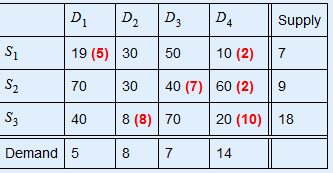 D1 D2 D3 D4 Supply
S1 19 (5) 30 50 10 (2) 7
S2 70 30 40 (7) 60 (2) 9
S3 40 8 (8) 70 20 (10) 18
Demand 5 8 7 14